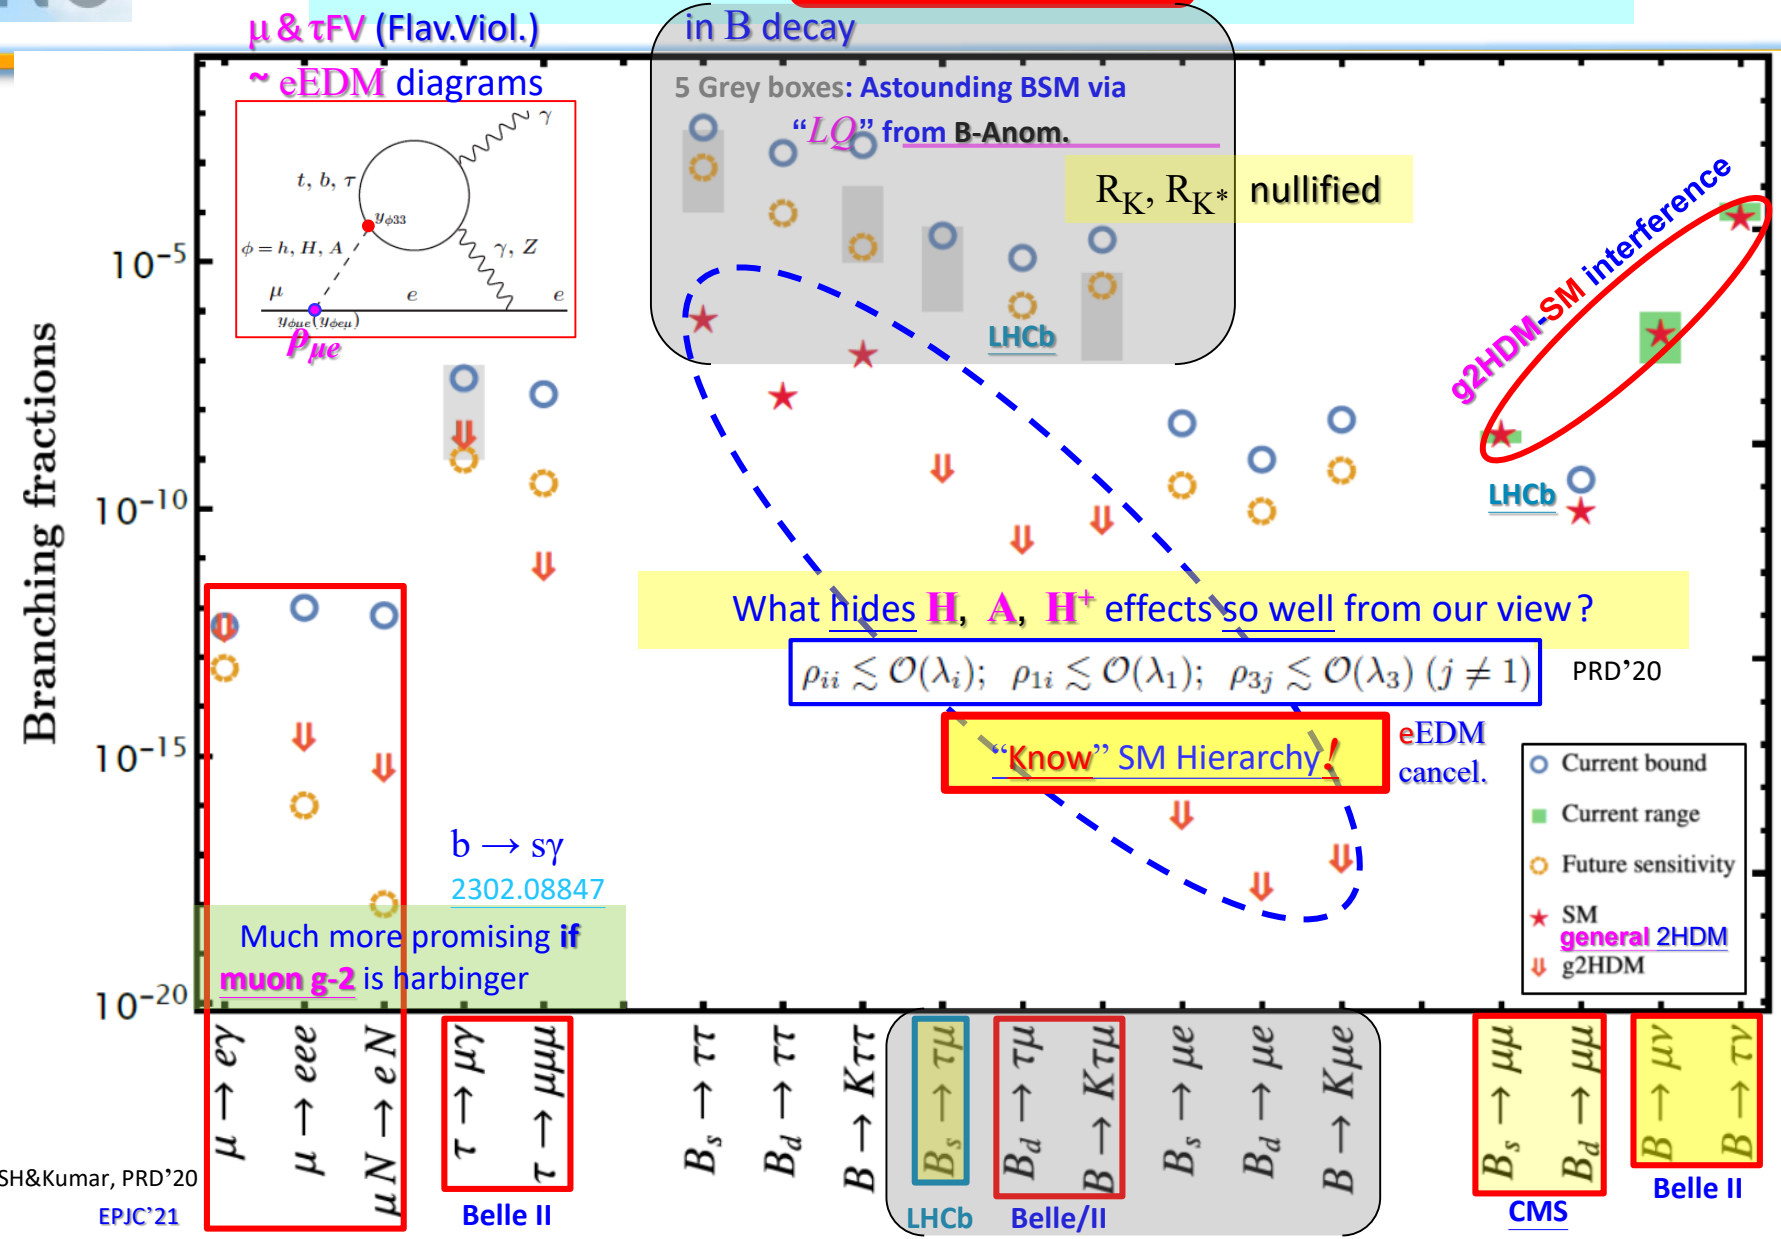 μ & τFV (Flav.Viol.)
~ eEDM diagrams
in B decay
5 Grey boxes: Astounding BSM via
“LQ” from B-Anom.
R_K, R_K* nullified
γ
t, b, τ
y_ϕ33
ϕ = h, H, A
γ, Z
μ
e
e
y_ϕμe(y_ϕeμ)
ρ_μe
LHCb
g2HDM-SM interference
LHCb
Branching fractions
10^−5
10^−10
10^−15
10^−20
What hides H, A, H^+ effects so well from our view?
ρ_ii ≲ O(λ_i); ρ_1i ≲ O(λ_1); ρ_3j ≲ O(λ_3) (j ≠ 1)
PRD’20
“Know” SM Hierarchy!
eEDM
cancel.
Current bound
Current range
Future sensitivity
SM
general 2HDM
g2HDM
b → sγ
2302.08847
Much more promising if
muon g-2 is harbinger
μ → eγ
μ → eee
μN → eN
τ → μγ
τ → μμμ
B_s → ττ
B_d → ττ
B → Kττ
B_s → τμ
B_d → τμ
B → Kτμ
B_s → μe
B_d → μe
B → Kμe
B_s → μμ
B_d → μμ
B → μν
B → τν
SH&Kumar, PRD’20
EPJC’21
Belle II
LHCb
Belle/II
CMS
Belle II